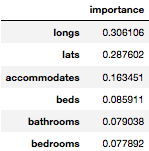 importance
longs 0.306106
lats 0.287602
accommodates 0.163451
beds 0.085911
bathrooms 0.079038
bedrooms 0.077892